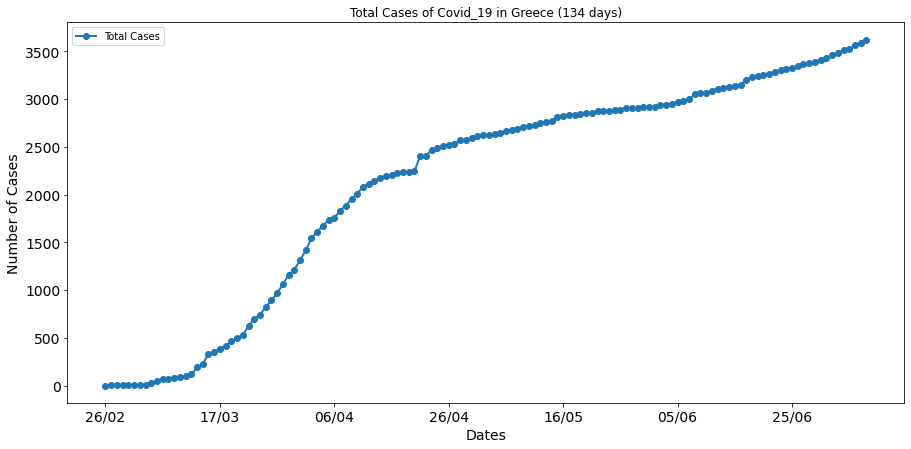 Total Cases of Covid_19 in Greece (134 days)
Total Cases
3500
3000
2500
2000
1500
1000
500
0
Number of Cases
26/02 17/03 06/04 26/04 16/05 05/06 25/06
Dates